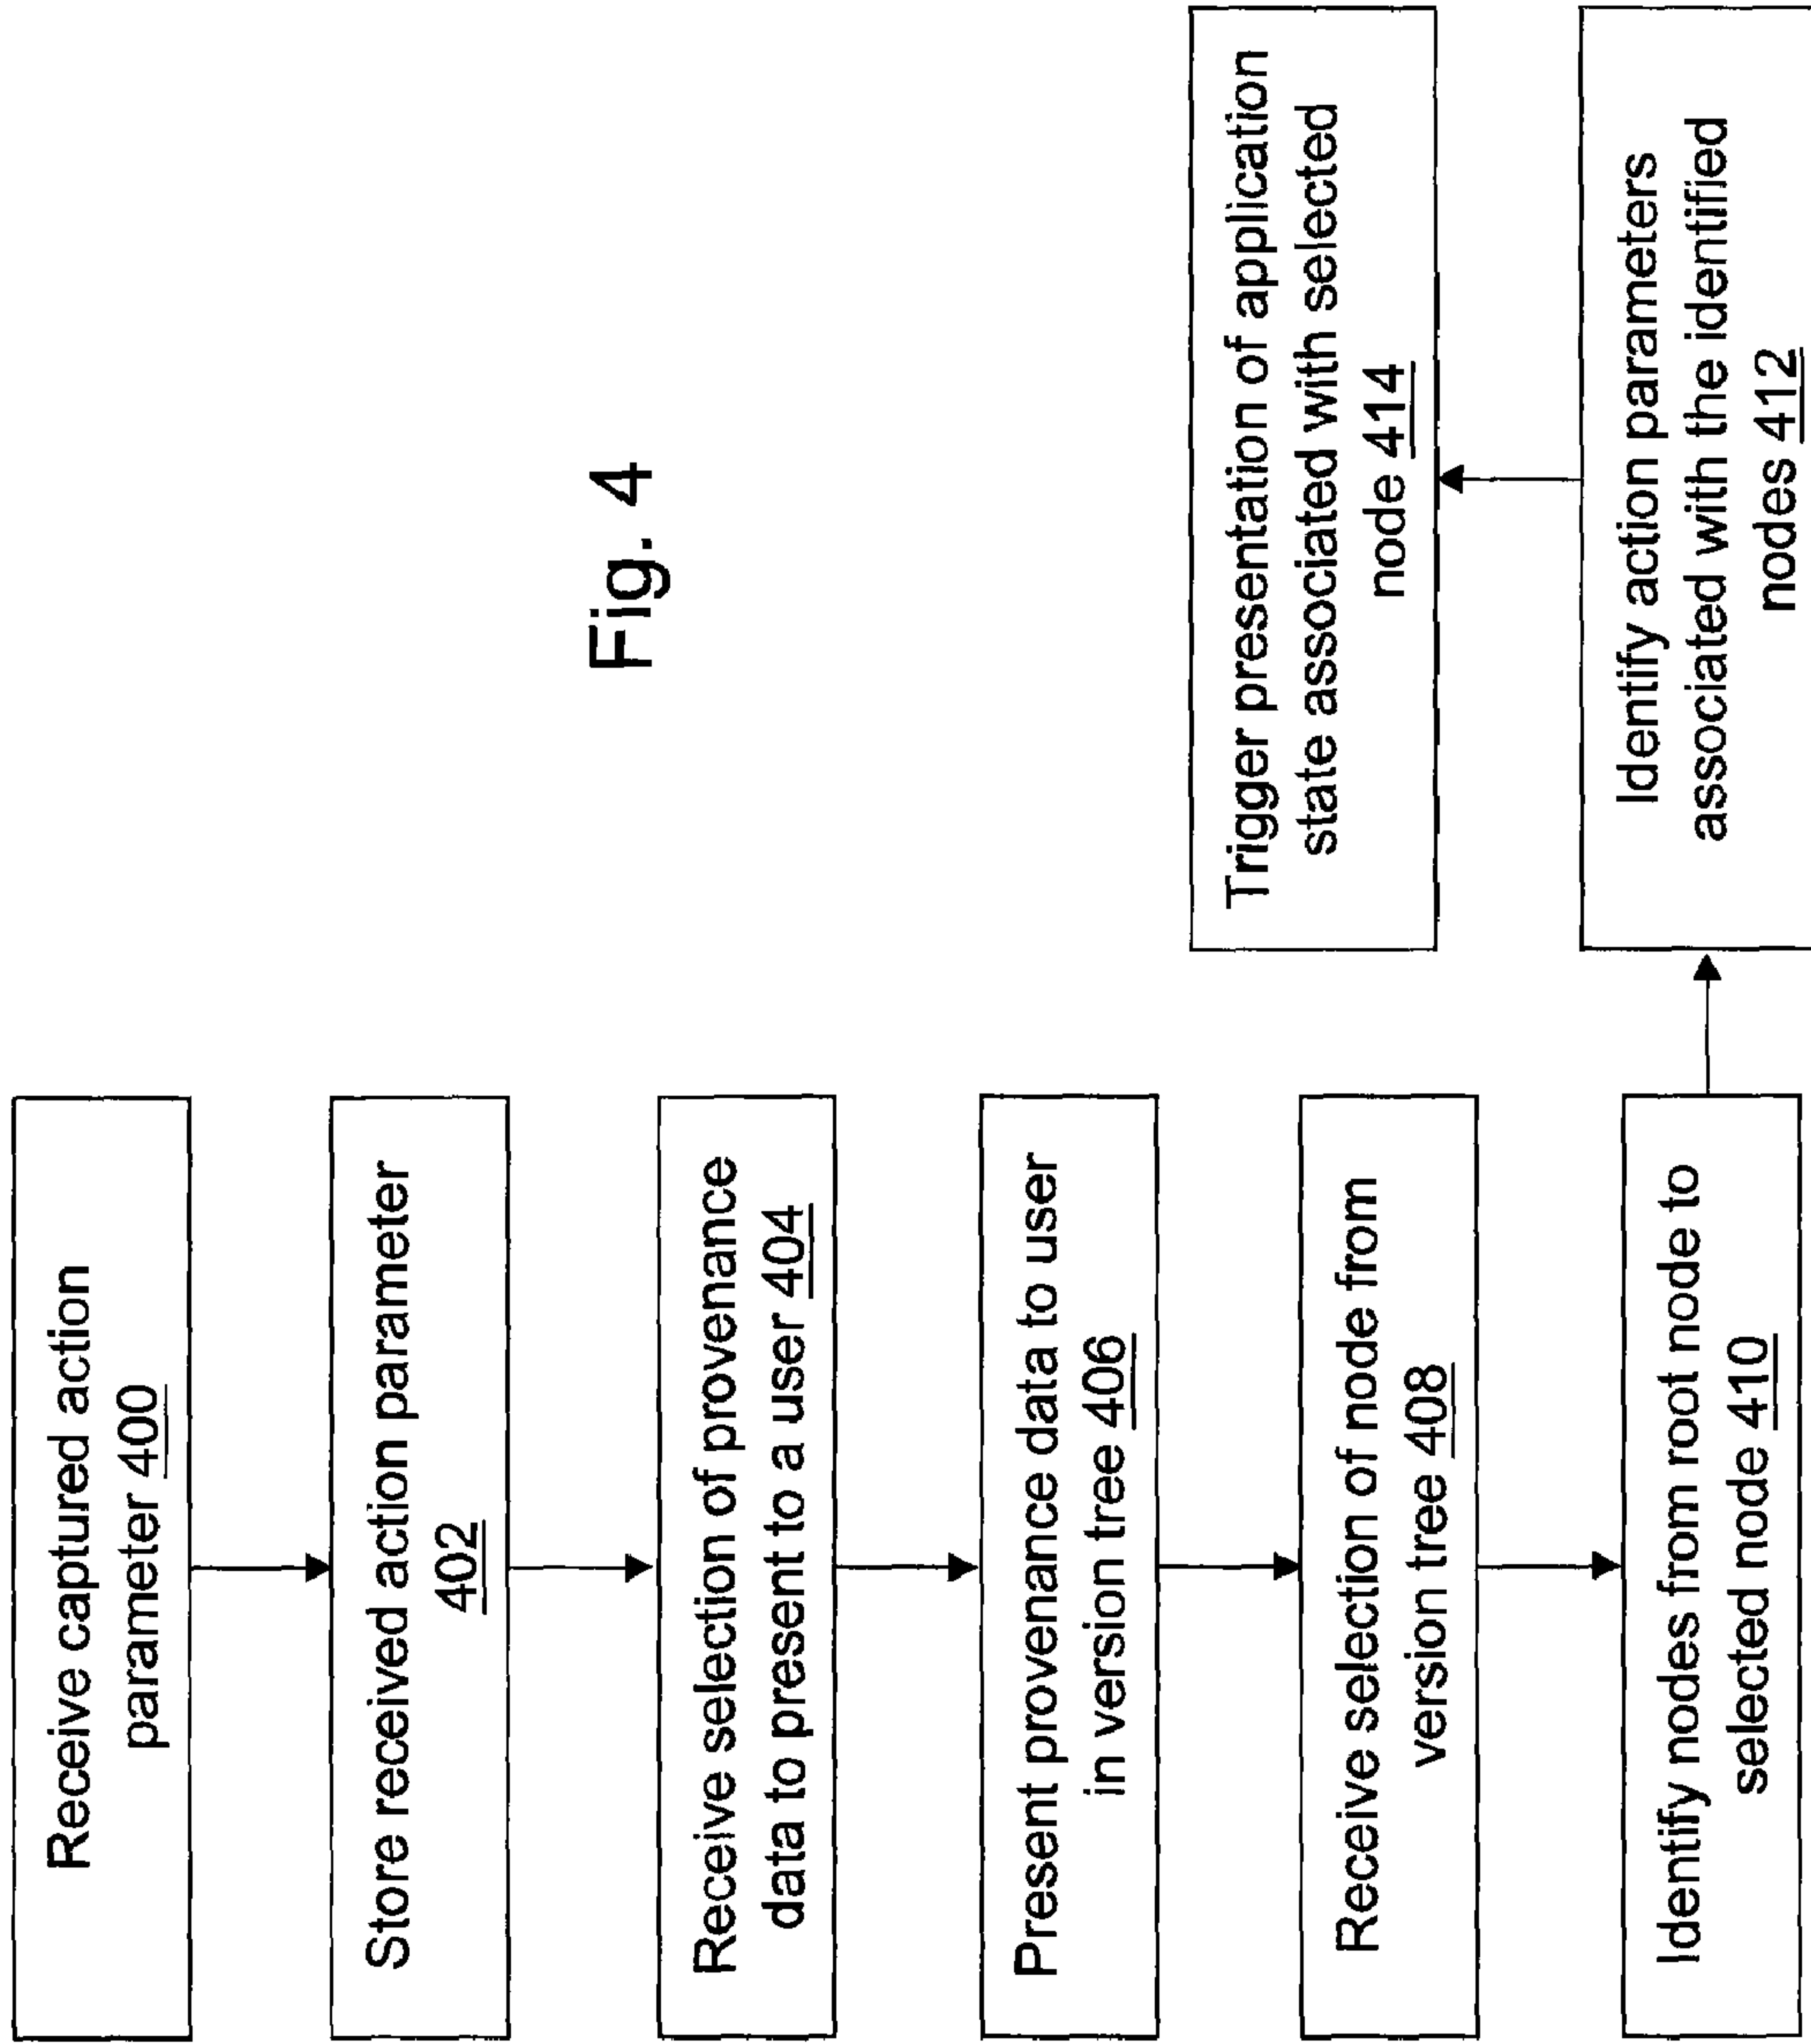 Receive captured action
parameter 400
Store received action parameter
402
Receive selection of provenance
data to present to a user 404
Present provenance data to user
in version tree 406
Receive selection of node from
version tree 408
Identify nodes from root node to
selected node 410
Identify action parameters
associated with the identified
nodes 412
Trigger presentation of application
state associated with selected
node 414
Fig. 4